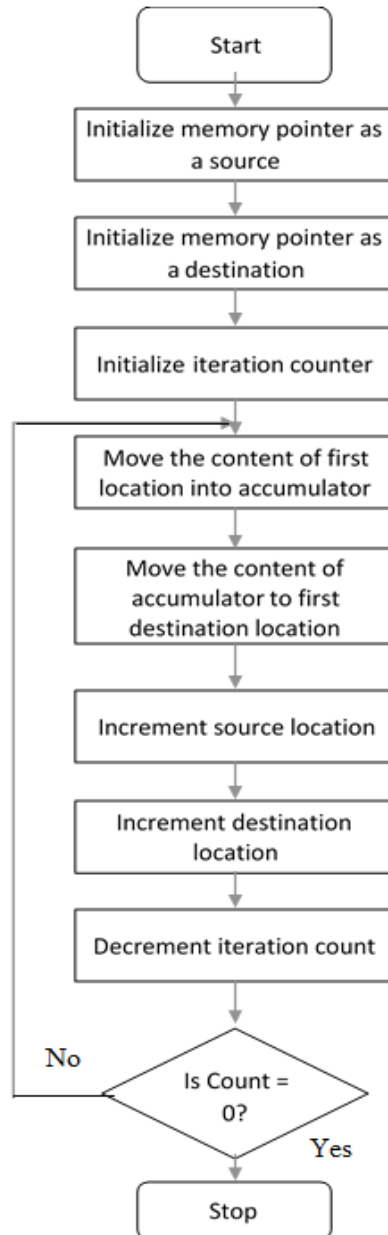 Start
Initialize memory pointer as
a source
Initialize memory pointer as
a destination
Initialize iteration counter
Move the content of first
location into accumulator
Move the content of
accumulator to first
destination location
Increment source location
Increment destination
location
Decrement iteration count
No
Is Count =
0?
Yes
Stop